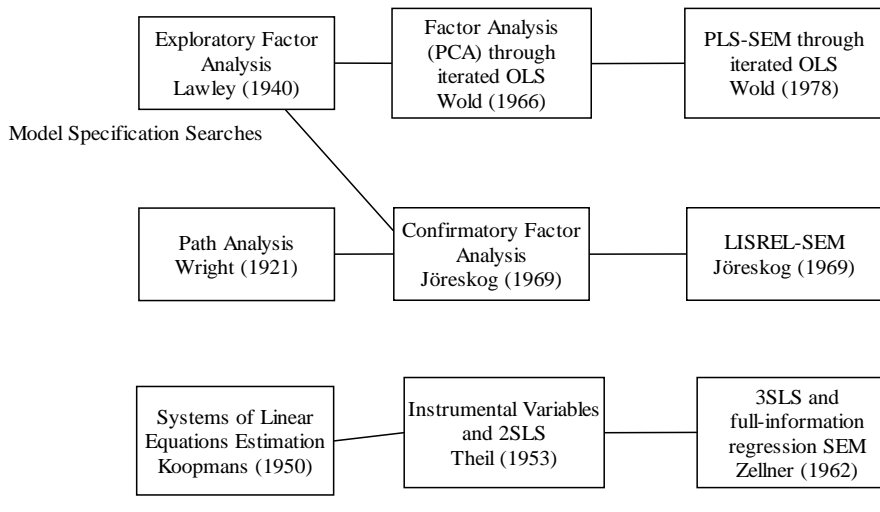 Exploratory Factor
Analysis
Lawley (1940)
Factor Analysis
(PCA) through
iterated OLS
Wold (1966)
PLS-SEM through
iterated OLS
Wold (1978)
Model Specification Searches
Path Analysis
Wright (1921)
Confirmatory Factor
Analysis
Jöreskog (1969)
LISREL-SEM
Jöreskog (1969)
Systems of Linear
Equations Estimation
Koopmans (1950)
Instrumental Variables
and 2SLS
Theil (1953)
3SLS and
full-information
regression SEM
Zellner (1962)